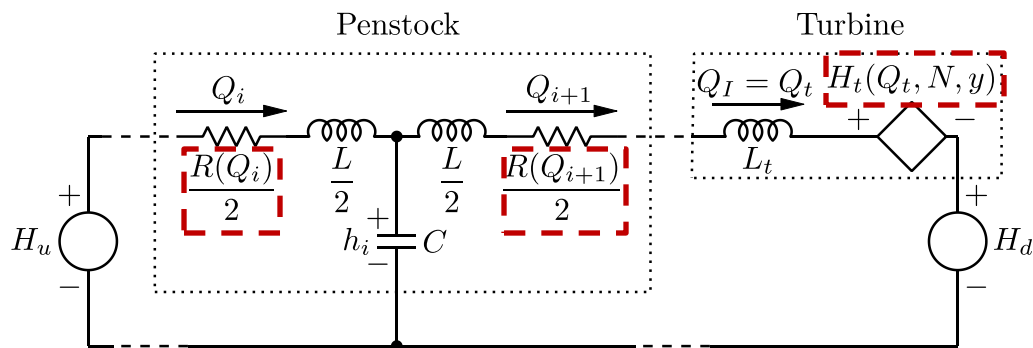 Penstock Turbine
Q_i Q_{i+1} Q_I = Q_t H_t(Q_t, N, y)
+ −
R(Q_i)/2 L/2 L/2 R(Q_{i+1})/2 L_t
+ + +
H_u h_i C H_d
− − −